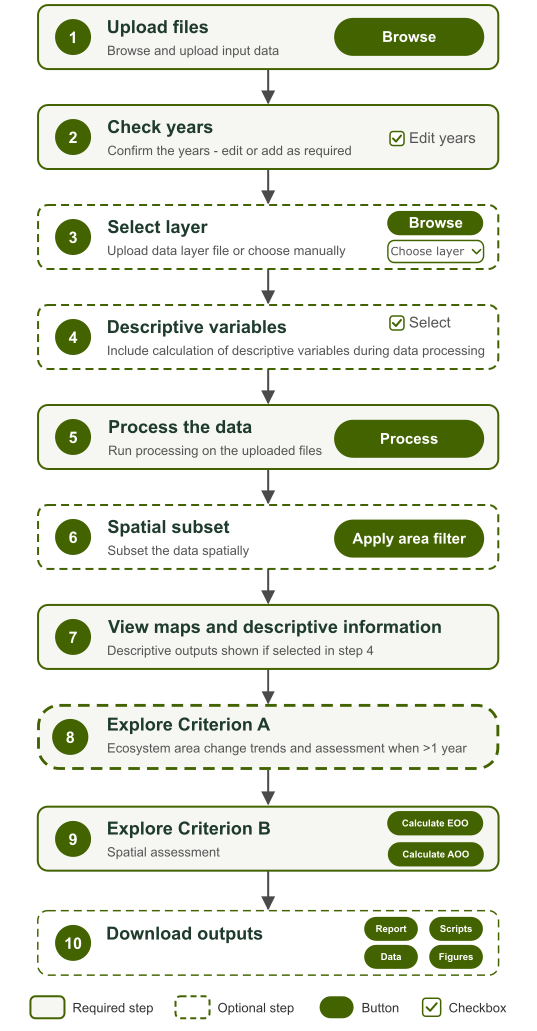 1
Upload files
Browse and upload input data
Browse
2
Check years
Confirm the years - edit or add as required
Edit years
3
Select layer
Upload data layer file or choose manually
Browse
Choose layer
4
Descriptive variables
Include calculation of descriptive variables during data processing
Select
5
Process the data
Run processing on the uploaded files
Process
6
Spatial subset
Subset the data spatially
Apply area filter
7
View maps and descriptive information
Descriptive outputs shown if selected in step 4
8
Explore Criterion A
Ecosystem area change trends and assessment when >1 year
9
Explore Criterion B
Spatial assessment
Calculate EOO
Calculate AOO
10
Download outputs
Report
Scripts
Data
Figures
Required step
Optional step
Button
Checkbox